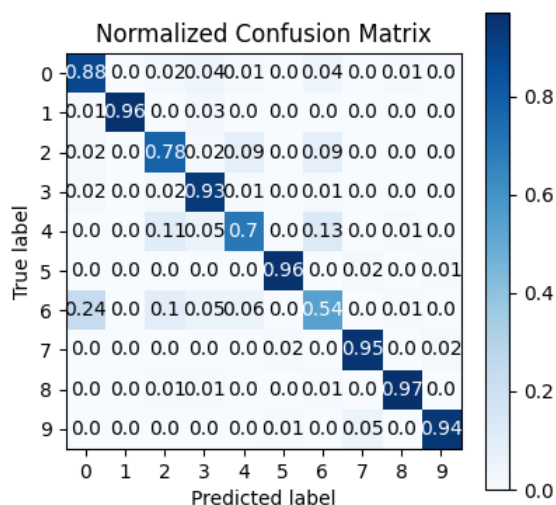 Normalized Confusion Matrix
0 0.88 0.0 0.02 0.04 0.01 0.0 0.04 0.0 0.01 0.0
1 0.01 0.96 0.0 0.03 0.0 0.0 0.0 0.0 0.0 0.0
2 0.02 0.0 0.78 0.02 0.09 0.0 0.09 0.0 0.0 0.0
3 0.02 0.0 0.02 0.93 0.01 0.0 0.01 0.0 0.0 0.0
4 0.0 0.0 0.11 0.05 0.7 0.0 0.13 0.0 0.01 0.0
5 0.0 0.0 0.0 0.0 0.0 0.96 0.0 0.02 0.0 0.01
6 0.24 0.0 0.1 0.05 0.06 0.0 0.54 0.0 0.01 0.0
7 0.0 0.0 0.0 0.0 0.0 0.02 0.0 0.95 0.0 0.02
8 0.0 0.0 0.01 0.01 0.0 0.0 0.01 0.0 0.97 0.0
9 0.0 0.0 0.0 0.0 0.0 0.01 0.0 0.05 0.0 0.94
0 1 2 3 4 5 6 7 8 9
Predicted label
True label
0.8
0.6
0.4
0.2
0.0